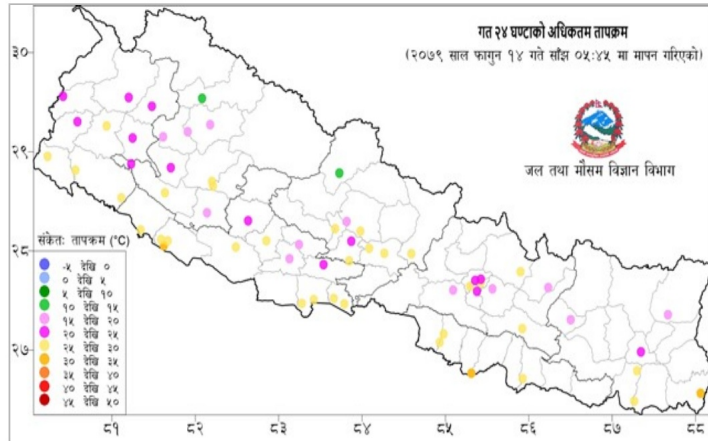 गत २४ घण्टाको अधिकतम तापक्रम
(२०७९ साल फागुन १४ गते साँझ ०५:४५ मा मापन गरिएको)
जल तथा मौसम विज्ञान विभाग
३०
२९
२८
२७
संकेतः तापक्रम (°C)
-५ देखि ०
० देखि ५
५ देखि १०
१० देखि १५
१५ देखि २०
२० देखि २५
२५ देखि ३०
३० देखि ३५
३५ देखि ४०
४० देखि ४५
४५ देखि ५०
८१ ८२ ८३ ८४ ८५ ८६ ८७ ८८